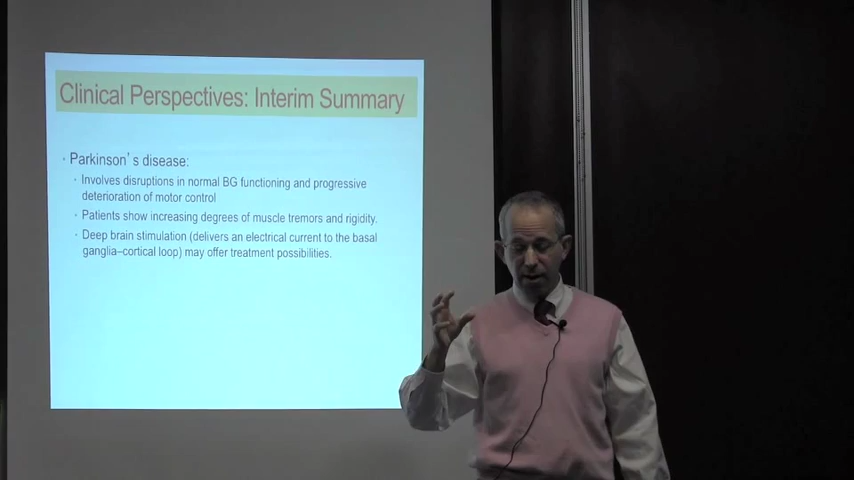 Clinical Perspectives: Interim Summary
• Parkinson's disease:
• Involves disruptions in normal BG functioning and progressive
deterioration of motor control
• Patients show increasing degrees of muscle tremors and rigidity.
• Deep brain stimulation (delivers an electrical current to the basal
ganglia–cortical loop) may offer treatment possibilities.